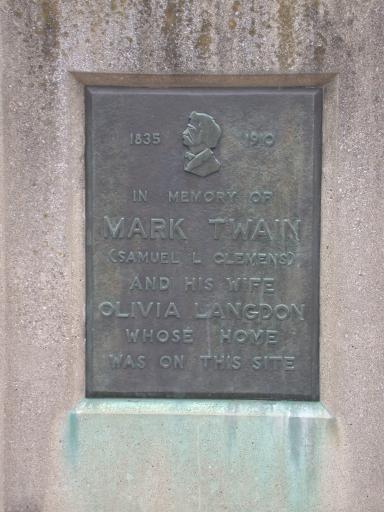 1835 1910
IN MEMORY OF
MARK TWAIN
(SAMUEL L CLEMENS)
AND HIS WIFE
OLIVIA LANGDON
WHOSE HOME
WAS ON THIS SITE